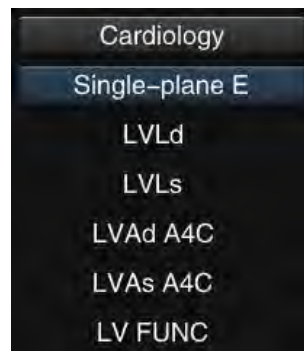 Cardiology
Single-plane E
LVLd
LVLs
LVAd A4C
LVAs A4C
LV FUNC